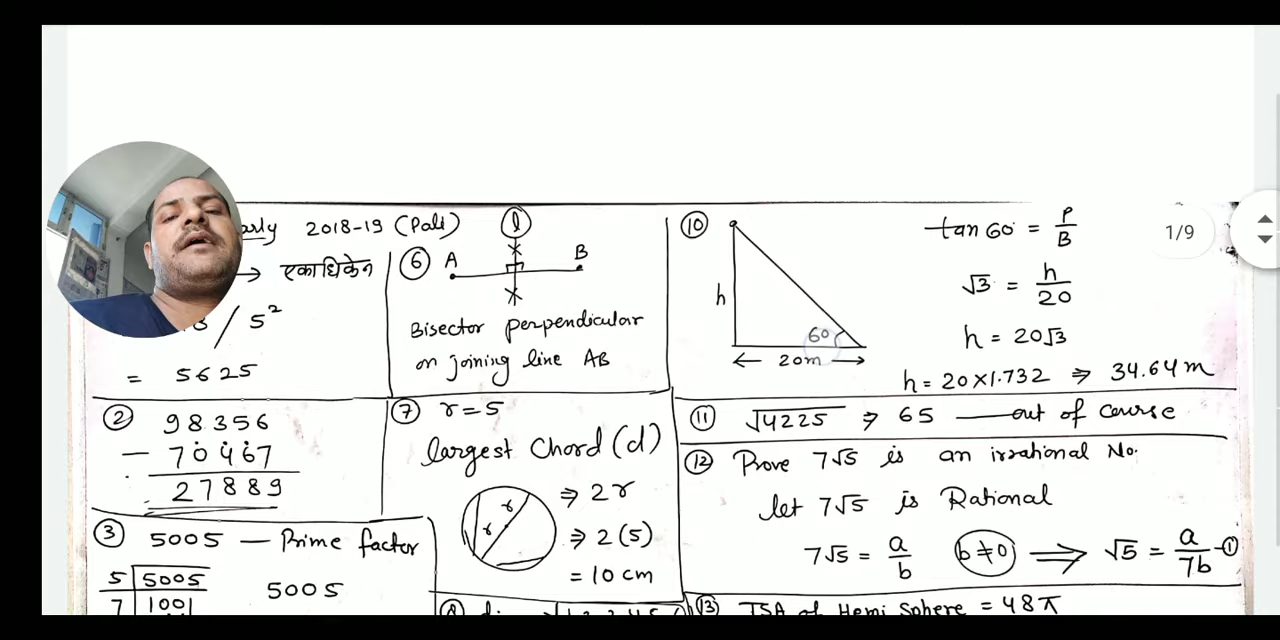 2018-19 (Pali)
→ एकाधिकेन
/ 5²
= 5625
② 98356
- 70467
27889
③ 5005 — Prime factor
5 | 5005
7 | 1001
5005
⑥ A l B
Bisector perpendicular
on joining line AB
⑦ r=5
largest Chord (d)
r r
⇒ 2r
⇒ 2(5)
= 10 cm
⑩ h 60
← 20m →
tan 60° = P/B
√3 = h/20
h = 20√3
h = 20×1.732 ⇒ 34.64 m
1/9
⑪ √4225 ⇒ 65 — out of course
⑫ Prove 7√5 is an irrational No.
let 7√5 is Rational
7√5 = a/b b≠0 ⟹ √5 = a/7b -①
⑬ TSA of Hemi Sphere = 48π